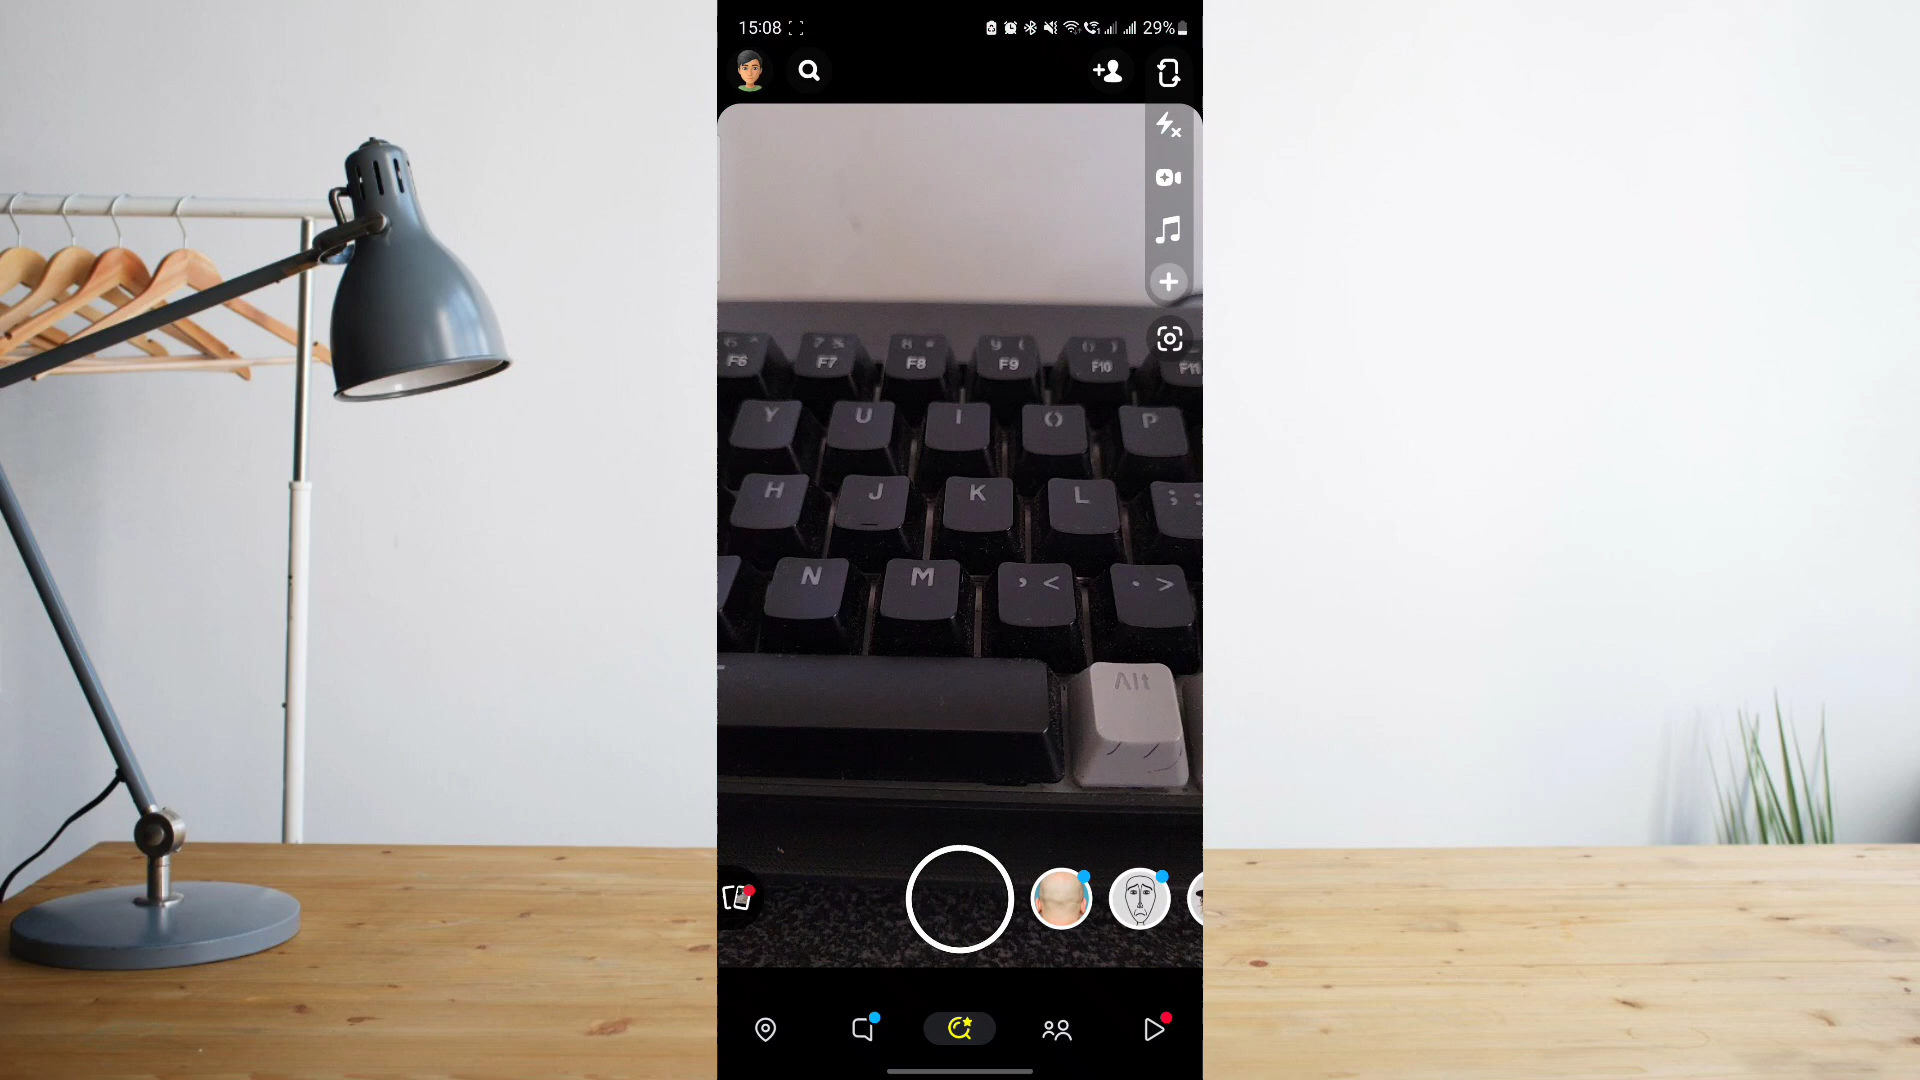 15:08 29%
F6 F7 F8 F9 F10 F11
Y U I O P
H J K L ; :
N M , < . >
Alt